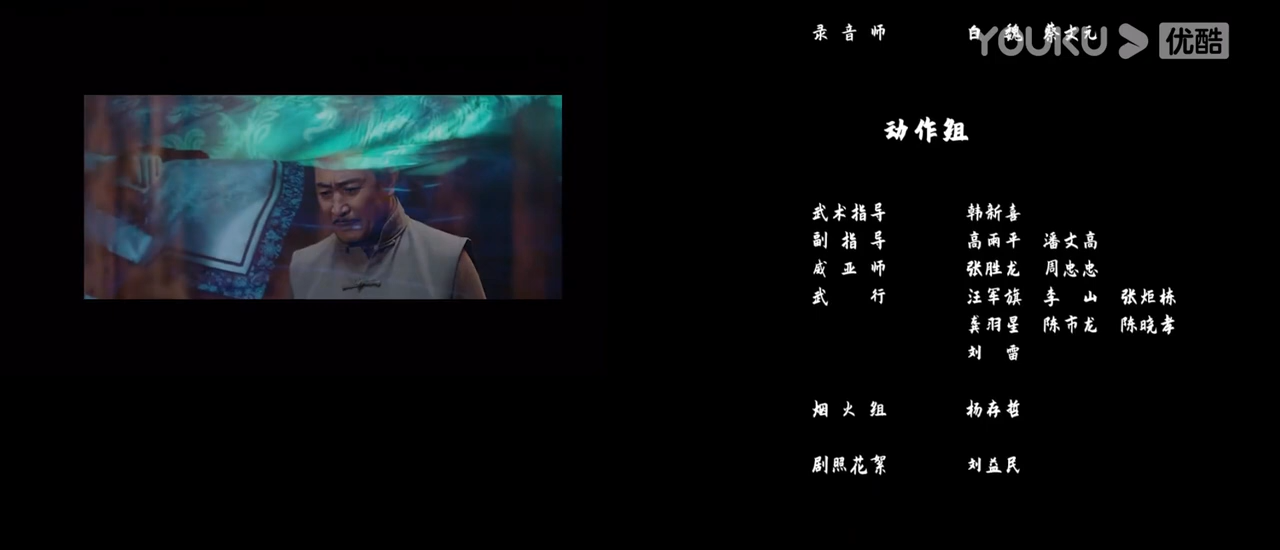 录音师 白魏 蔡文元
YOUKU 优酷
动作组
武术指导 韩新喜
副指导 高雨平 潘文高
威亚师 张胜龙 周忠忠
武行 汪军旗 李山 张炬栋
龚羽星 陈市龙 陈晓孝
刘雷
烟火组 杨存哲
剧照花絮 刘益民